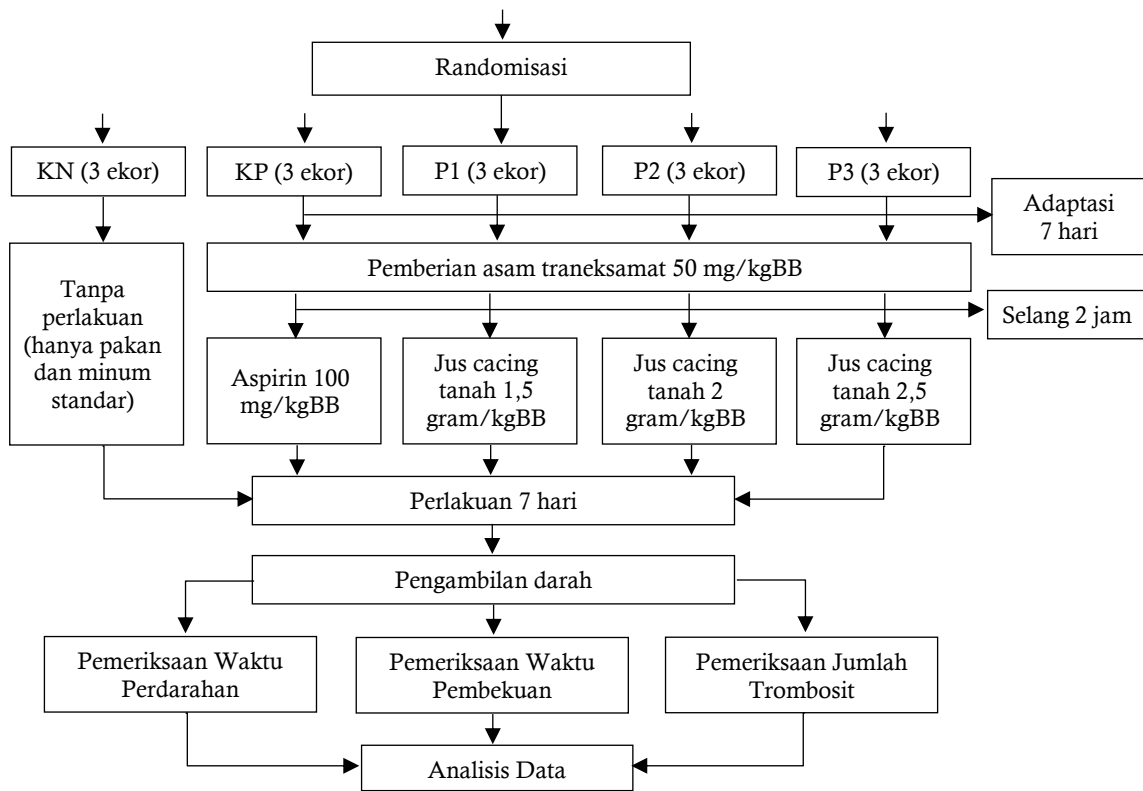 Randomisasi
KN (3 ekor)
KP (3 ekor)
P1 (3 ekor)
P2 (3 ekor)
P3 (3 ekor)
Adaptasi
7 hari
Tanpa
perlakuan
(hanya pakan
dan minum
standar)
Pemberian asam traneksamat 50 mg/kgBB
Selang 2 jam
Aspirin 100
mg/kgBB
Jus cacing
tanah 1,5
gram/kgBB
Jus cacing
tanah 2
gram/kgBB
Jus cacing
tanah 2,5
gram/kgBB
Perlakuan 7 hari
Pengambilan darah
Pemeriksaan Waktu
Perdarahan
Pemeriksaan Waktu
Pembekuan
Pemeriksaan Jumlah
Trombosit
Analisis Data